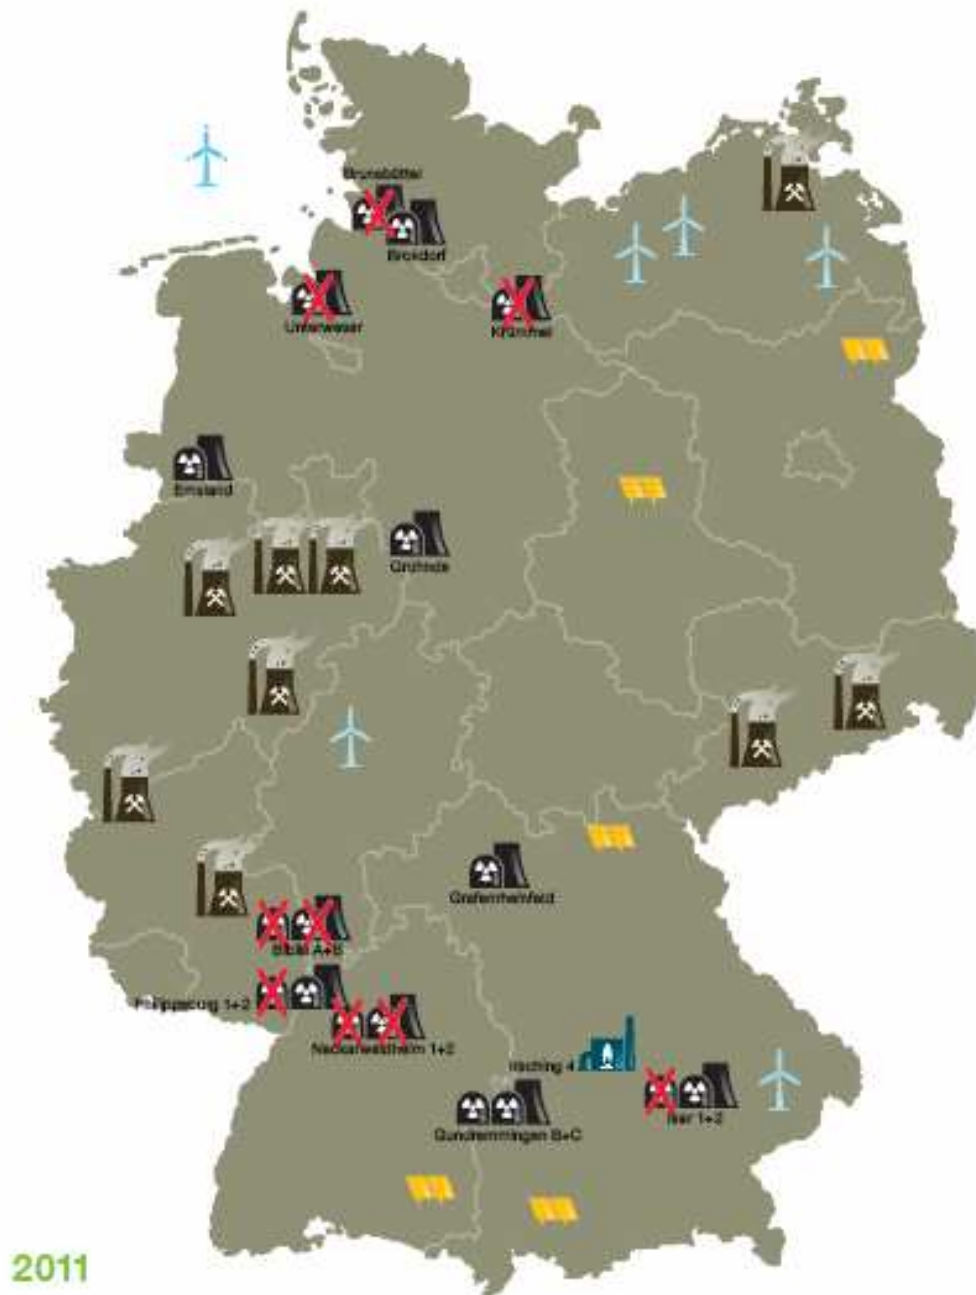 Brunsbüttel
Brokdorf
Unterweser
Krümmel
Emsland
Grohnde
Grafenrheinfeld
Biblis A+B
Philippsburg 1+2
Neckarwestheim 1+2
Irsching 4
Isar 1+2
Gundremmingen B+C
2011